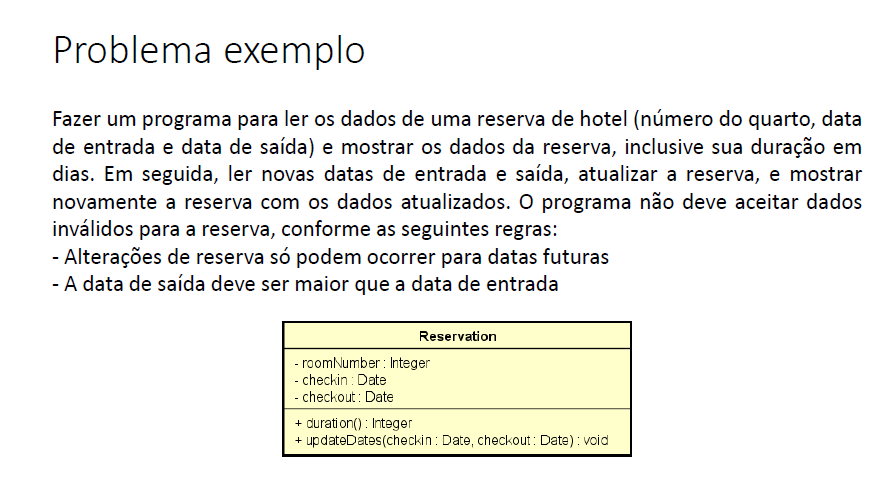 Problema exemplo
Fazer um programa para ler os dados de uma reserva de hotel (número do quarto, data
de entrada e data de saída) e mostrar os dados da reserva, inclusive sua duração em
dias. Em seguida, ler novas datas de entrada e saída, atualizar a reserva, e mostrar
novamente a reserva com os dados atualizados. O programa não deve aceitar dados
inválidos para a reserva, conforme as seguintes regras:
- Alterações de reserva só podem ocorrer para datas futuras
- A data de saída deve ser maior que a data de entrada
Reservation
- roomNumber : Integer
- checkin : Date
- checkout : Date
+ duration() : Integer
+ updateDates(checkin : Date, checkout : Date) : void